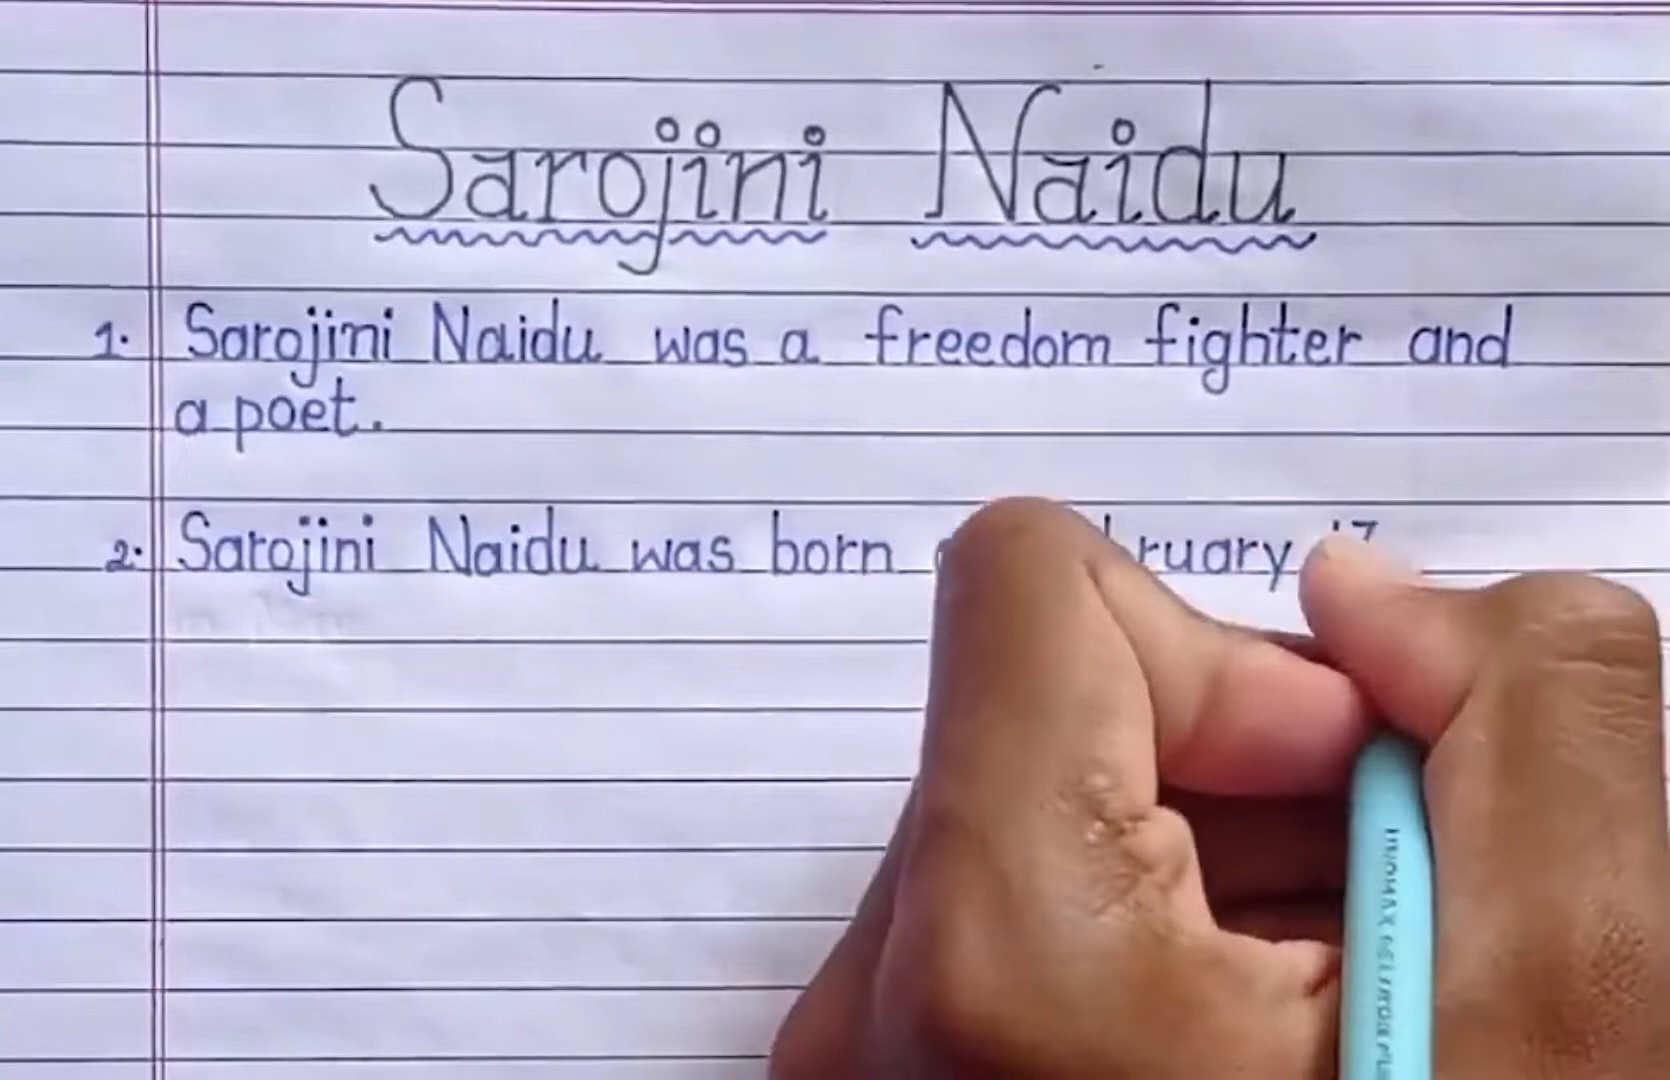 Sarojini Naidu
1. Sarojini Naidu was a freedom fighter and
a poet.
2. Sarojini Naidu was born